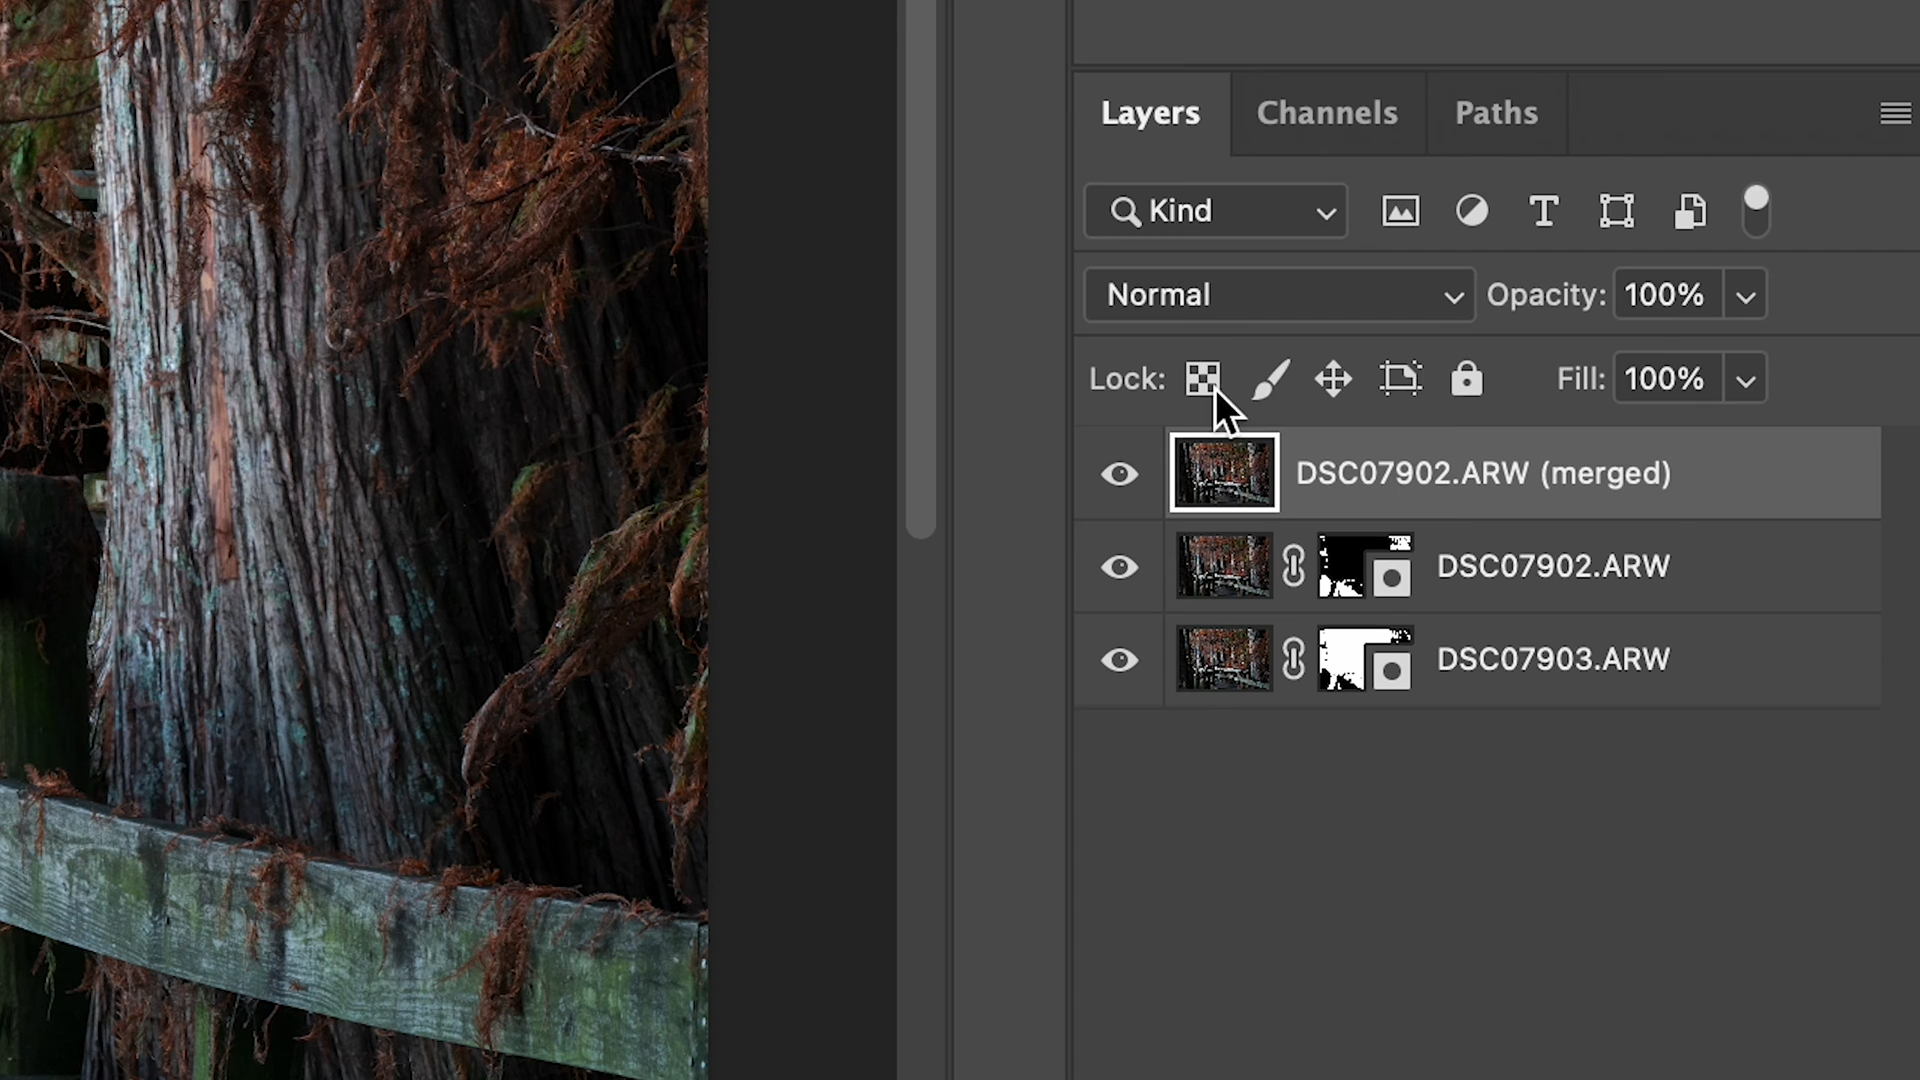 Layers Channels Paths
Kind
Normal Opacity: 100%
Lock: Fill: 100%
DSC07902.ARW (merged)
DSC07902.ARW
DSC07903.ARW